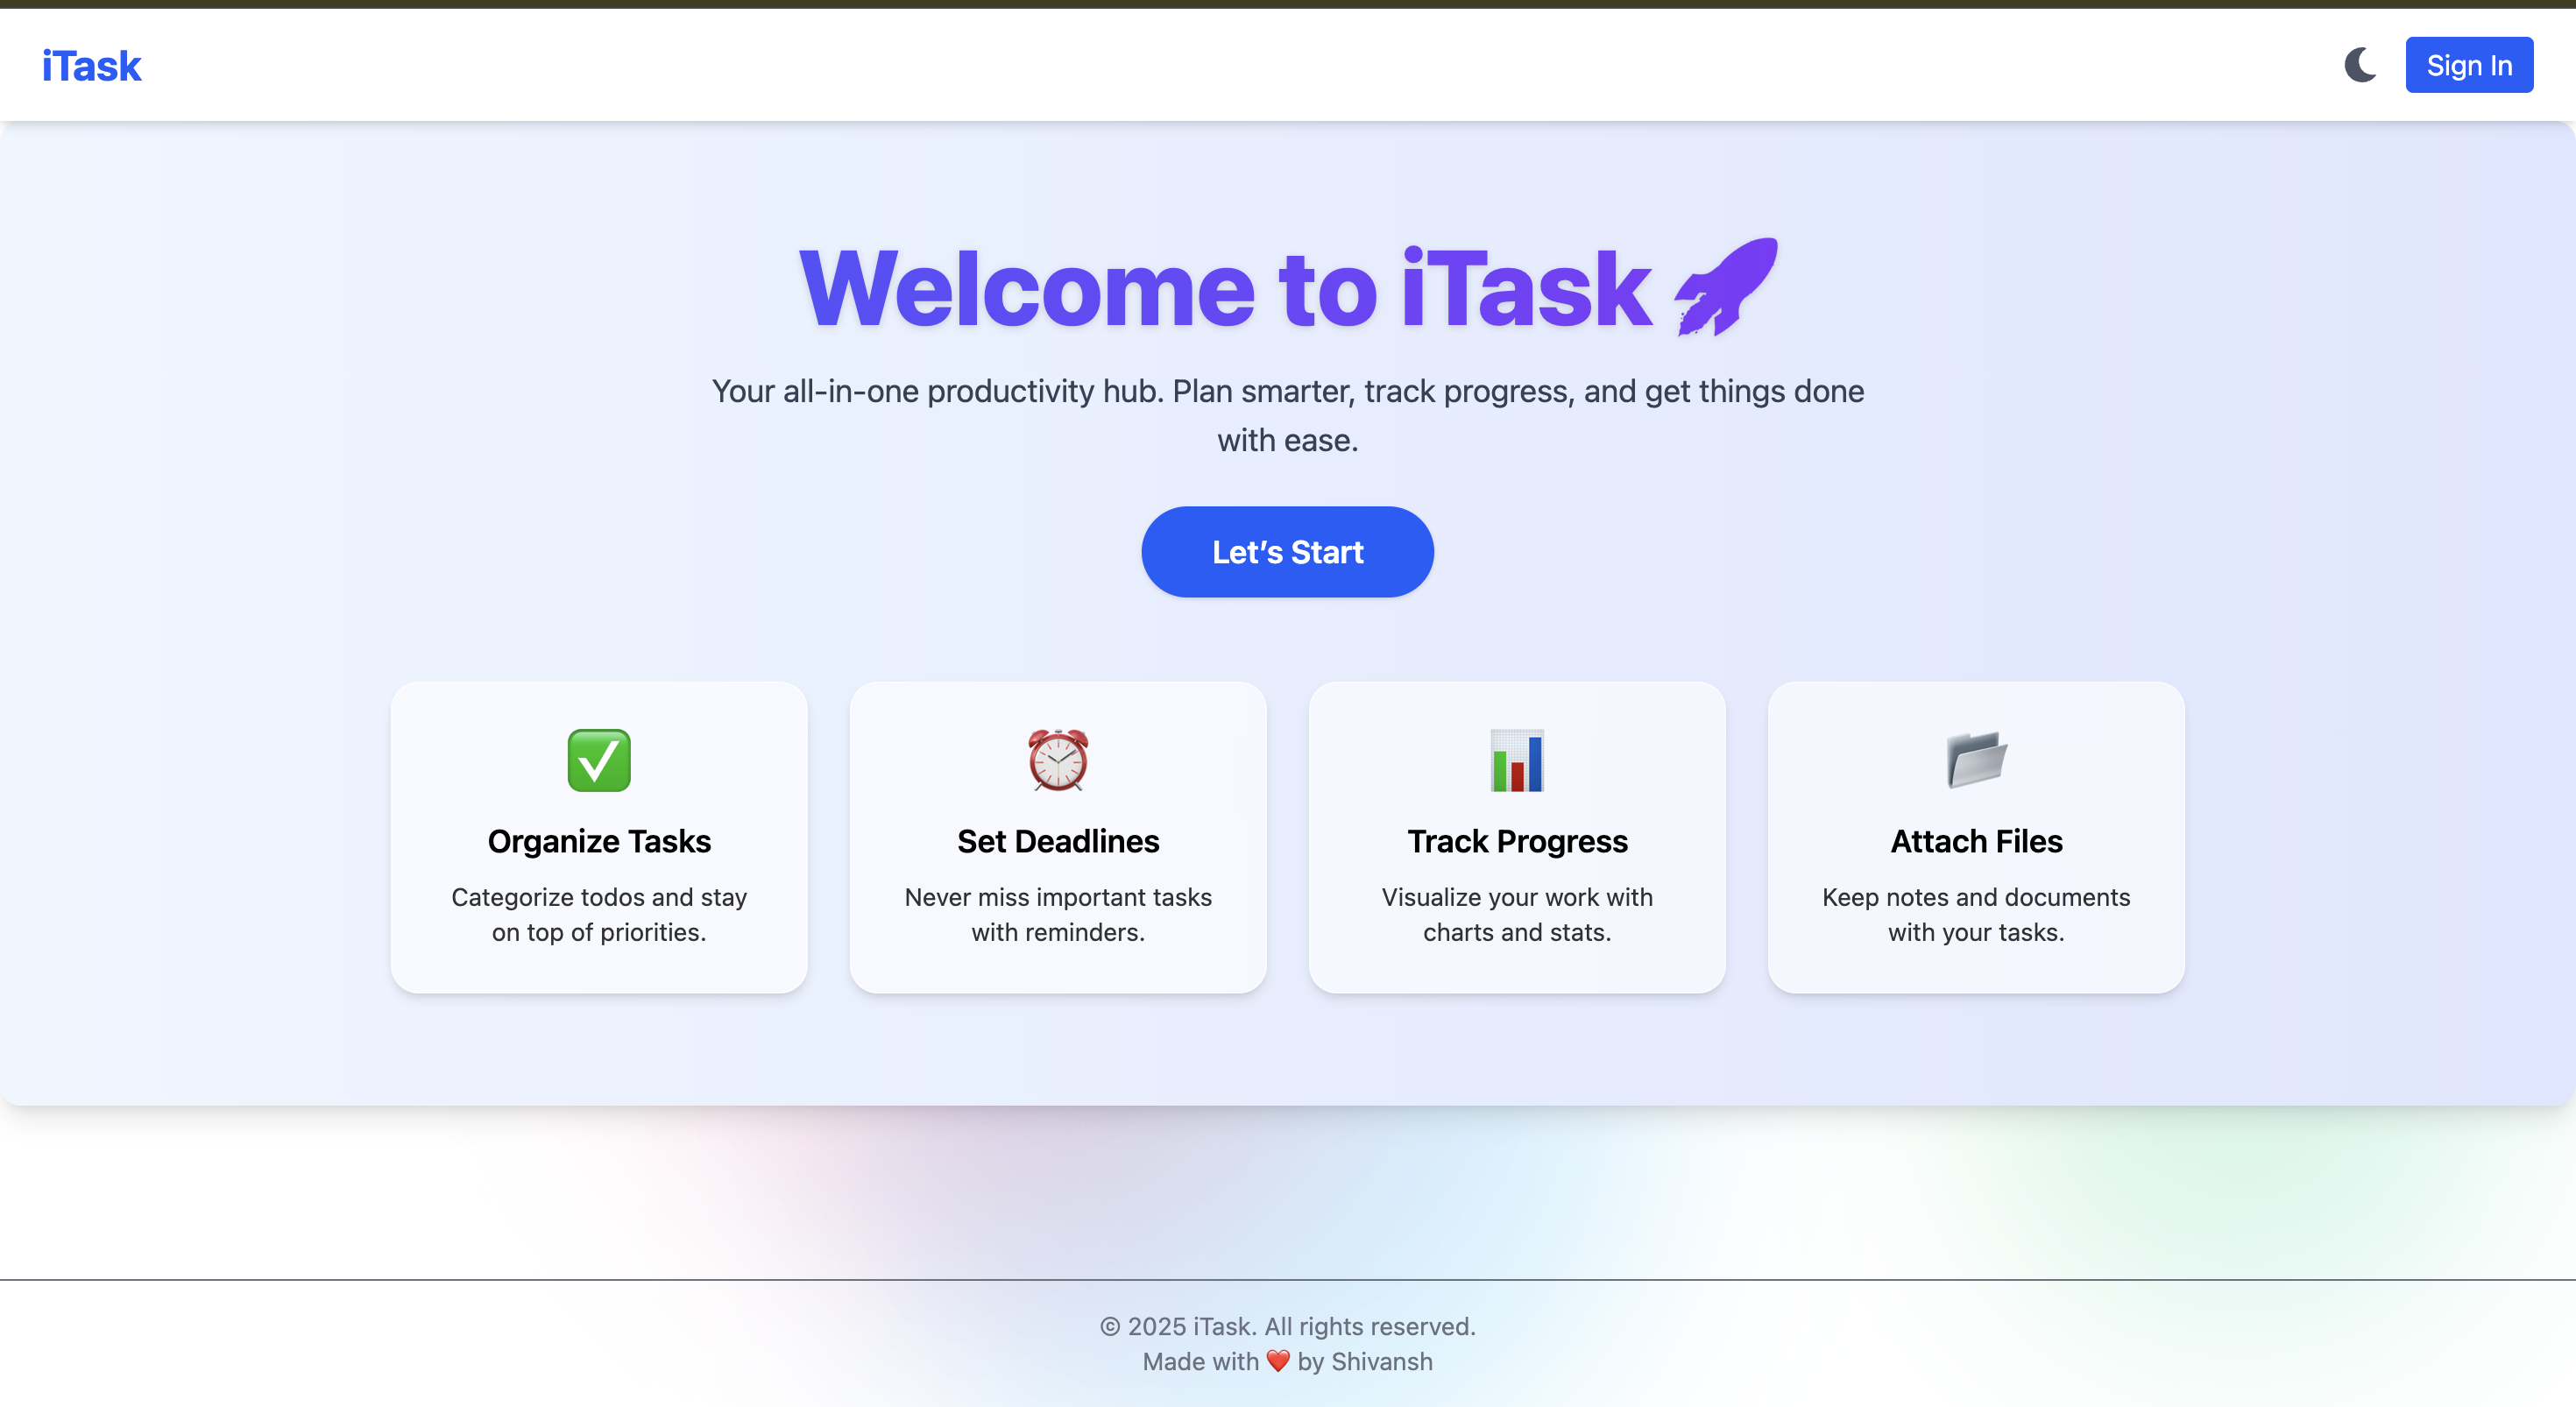 iTask
Sign In
Welcome to iTask 🚀
Your all-in-one productivity hub. Plan smarter, track progress, and get things done
with ease.
Let’s Start
Organize Tasks
Categorize todos and stay
on top of priorities.
Set Deadlines
Never miss important tasks
with reminders.
Track Progress
Visualize your work with
charts and stats.
Attach Files
Keep notes and documents
with your tasks.
© 2025 iTask. All rights reserved.
Made with ❤️ by Shivansh